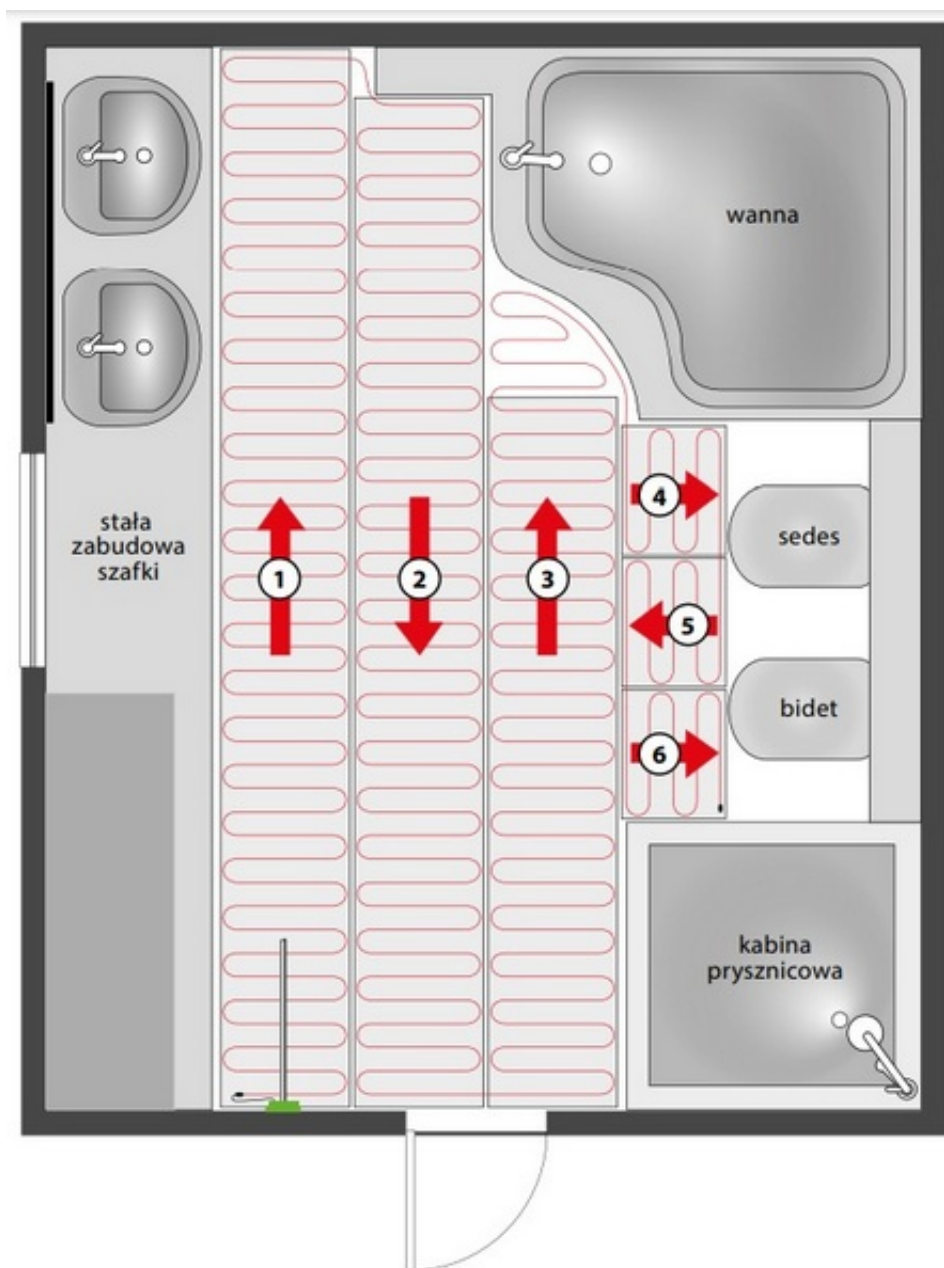 wanna
stała
zabudowa
szafki
1
2
3
4
sedes
5
6
bidet
kabina
prysznicowa